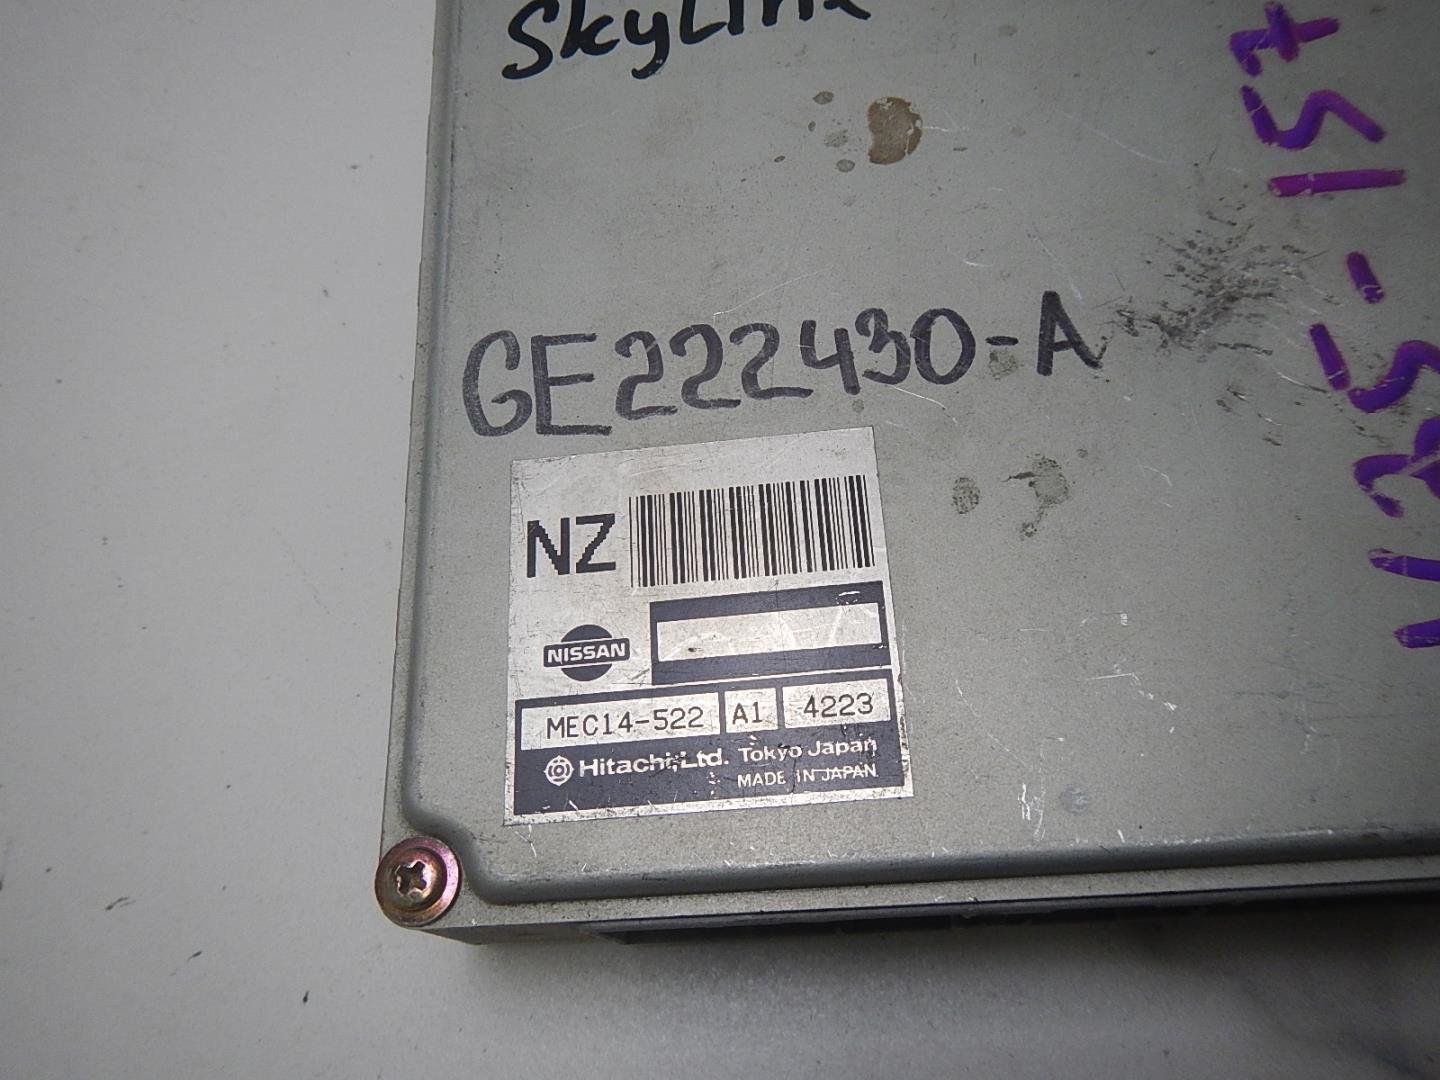 SkyLine
GE222430-A
NZ
NISSAN
MEC14-522 A1 4223
Hitachi,Ltd. Tokyo Japan
MADE IN JAPAN